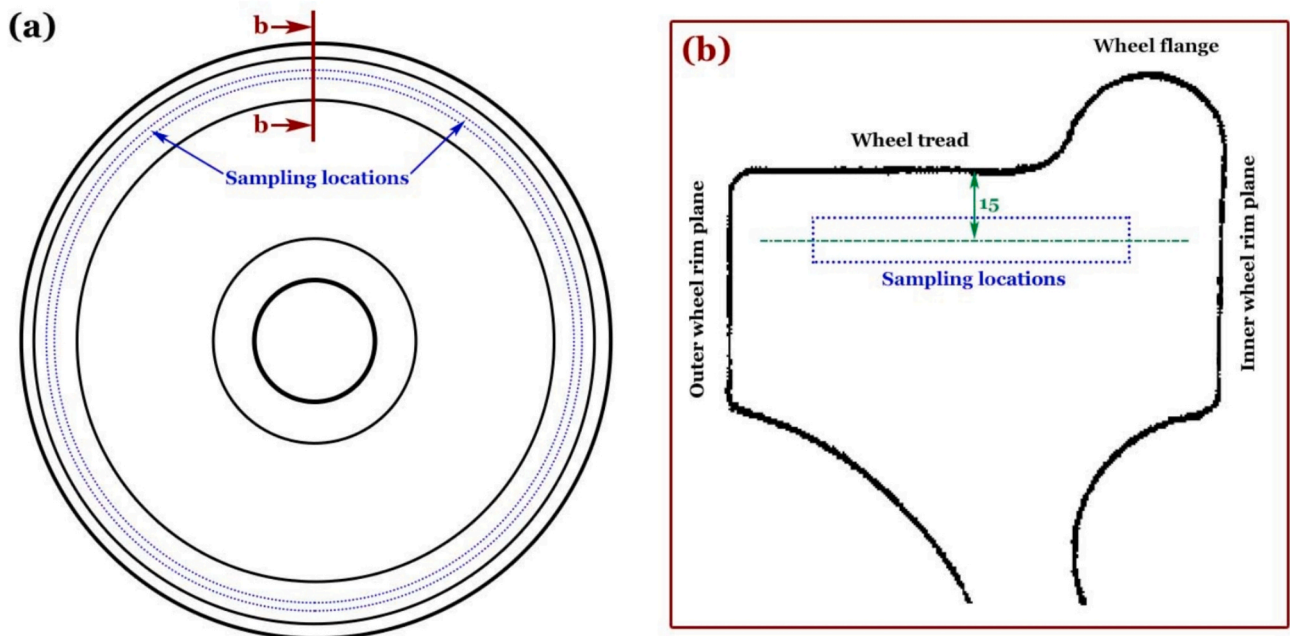 (a)
b
b
Sampling locations
(b)
Wheel flange
Wheel tread
15
Sampling locations
Outer wheel rim plane
Inner wheel rim plane